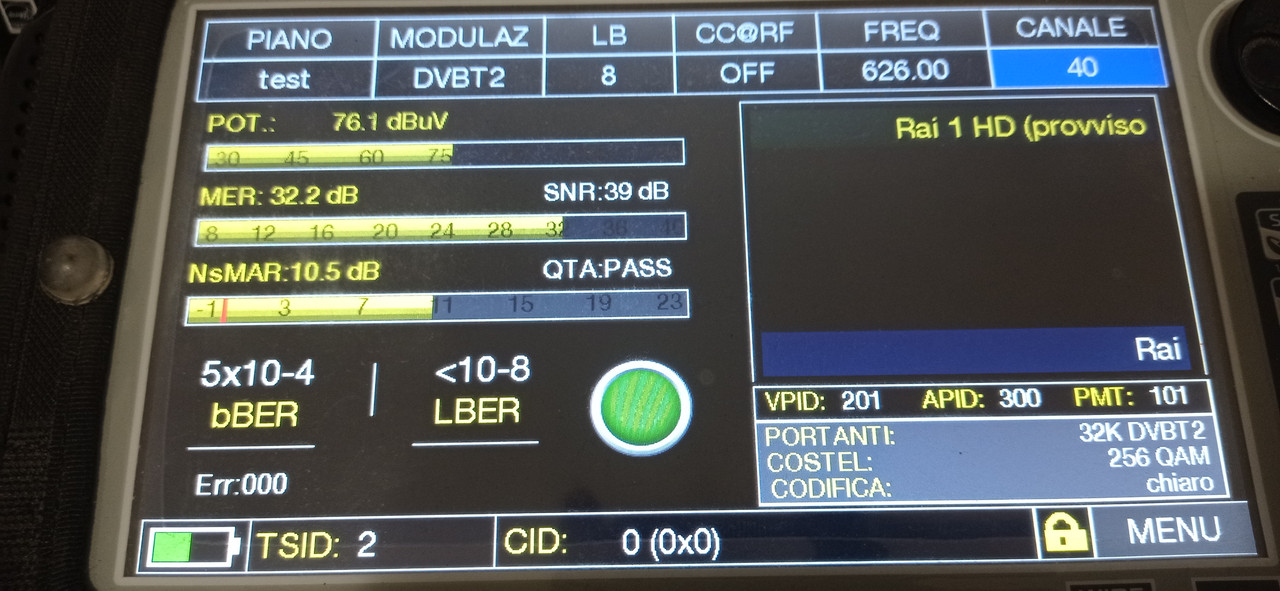 PIANO MODULAZ LB CC@RF FREQ CANALE
test DVBT2 8 OFF 626.00 40
POT.: 76.1 dBuV
30 45 60 75
MER: 32.2 dB SNR:39 dB
8 12 16 20 24 28 32 36 40
NsMAR:10.5 dB QTA:PASS
-1 3 7 11 15 19 23
5x10-4 <10-8
bBER LBER
Err:000
Rai 1 HD (provviso
Rai
VPID: 201 APID: 300 PMT: 101
PORTANTI: 32K DVBT2
COSTEL: 256 QAM
CODIFICA: chiaro
TSID: 2 CID: 0 (0x0) MENU